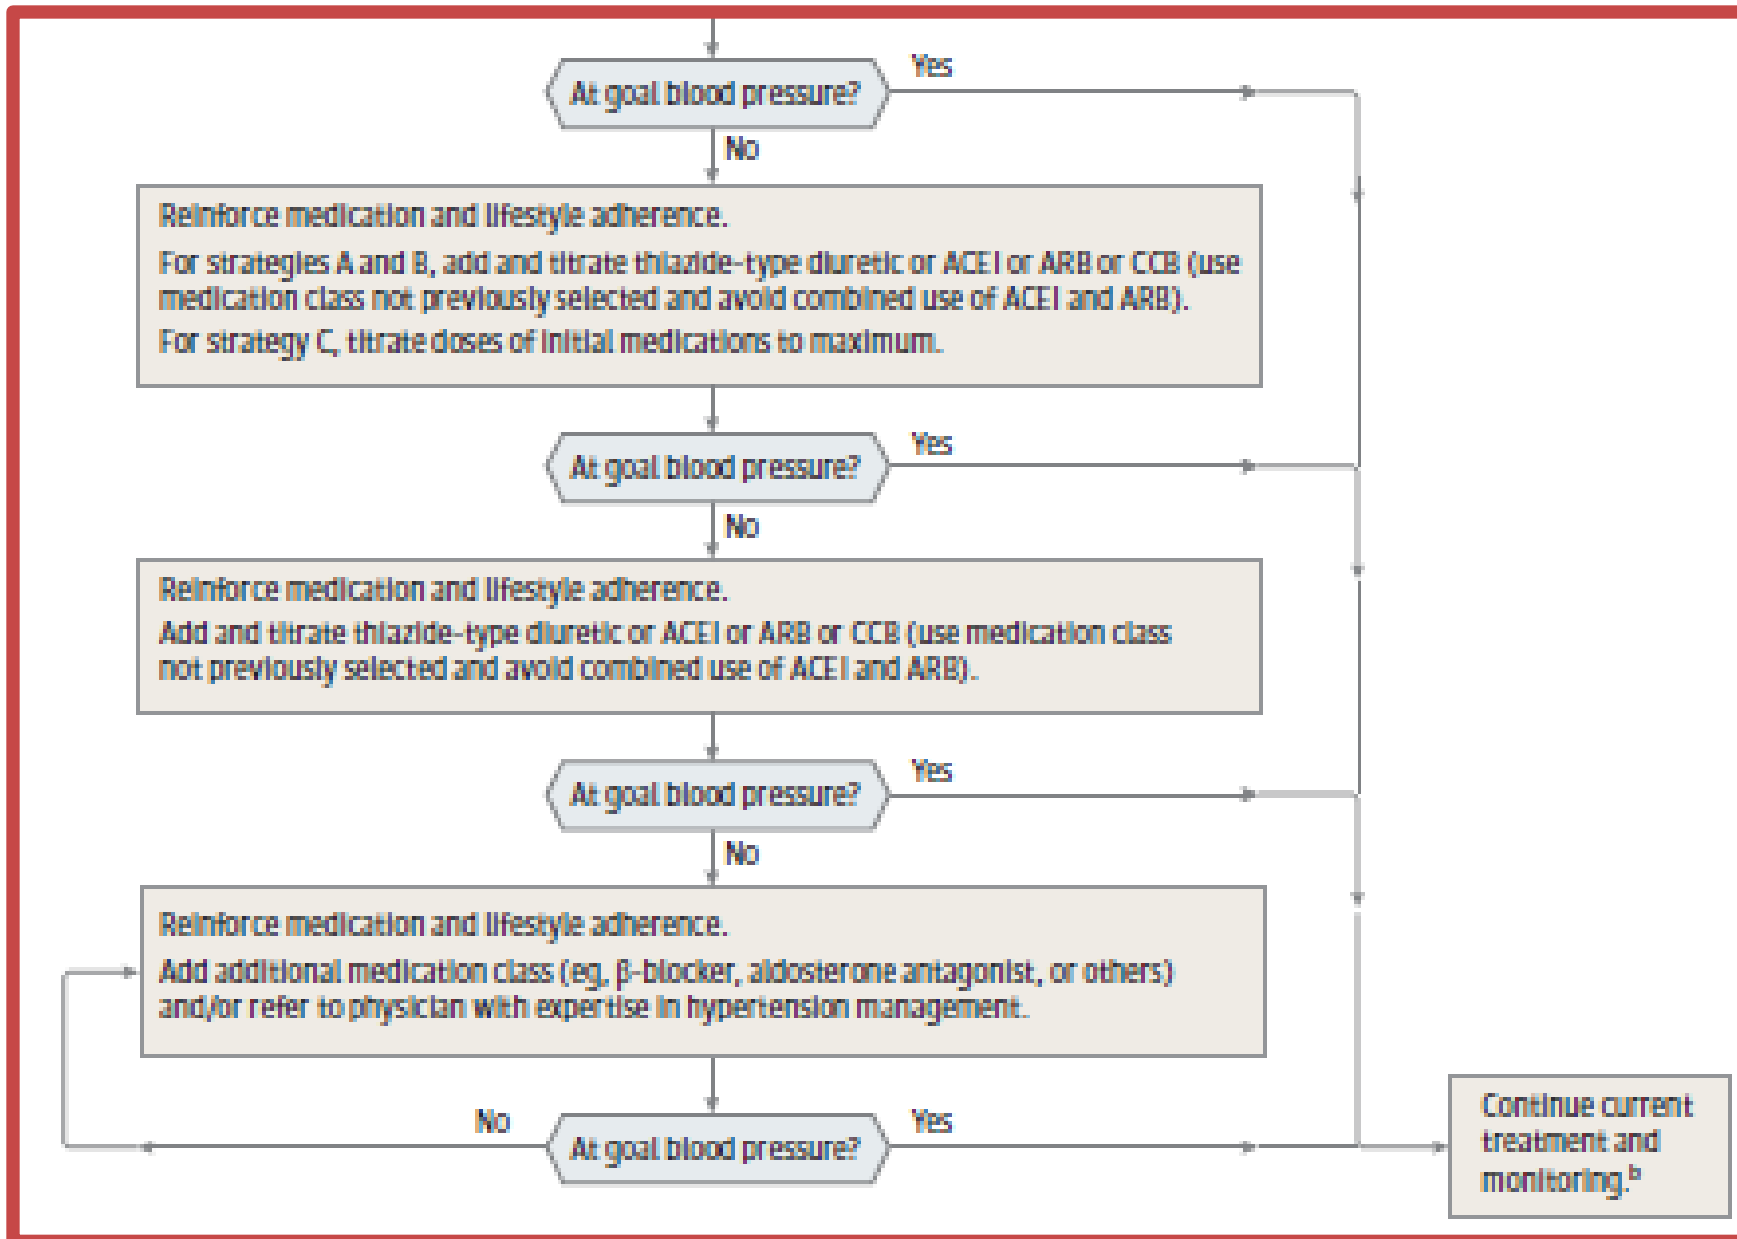 At goal blood pressure?
Yes
No
Reinforce medication and lifestyle adherence.
For strategies A and B, add and titrate thiazide-type diuretic or ACEI or ARB or CCB (use
medication class not previously selected and avoid combined use of ACEI and ARB).
For strategy C, titrate doses of initial medications to maximum.
At goal blood pressure?
Yes
No
Reinforce medication and lifestyle adherence.
Add and titrate thiazide-type diuretic or ACEI or ARB or CCB (use medication class
not previously selected and avoid combined use of ACEI and ARB).
At goal blood pressure?
Yes
No
Reinforce medication and lifestyle adherence.
Add additional medication class (eg, β-blocker, aldosterone antagonist, or others)
and/or refer to physician with expertise in hypertension management.
No
At goal blood pressure?
Yes
Continue current
treatment and
monitoring.b